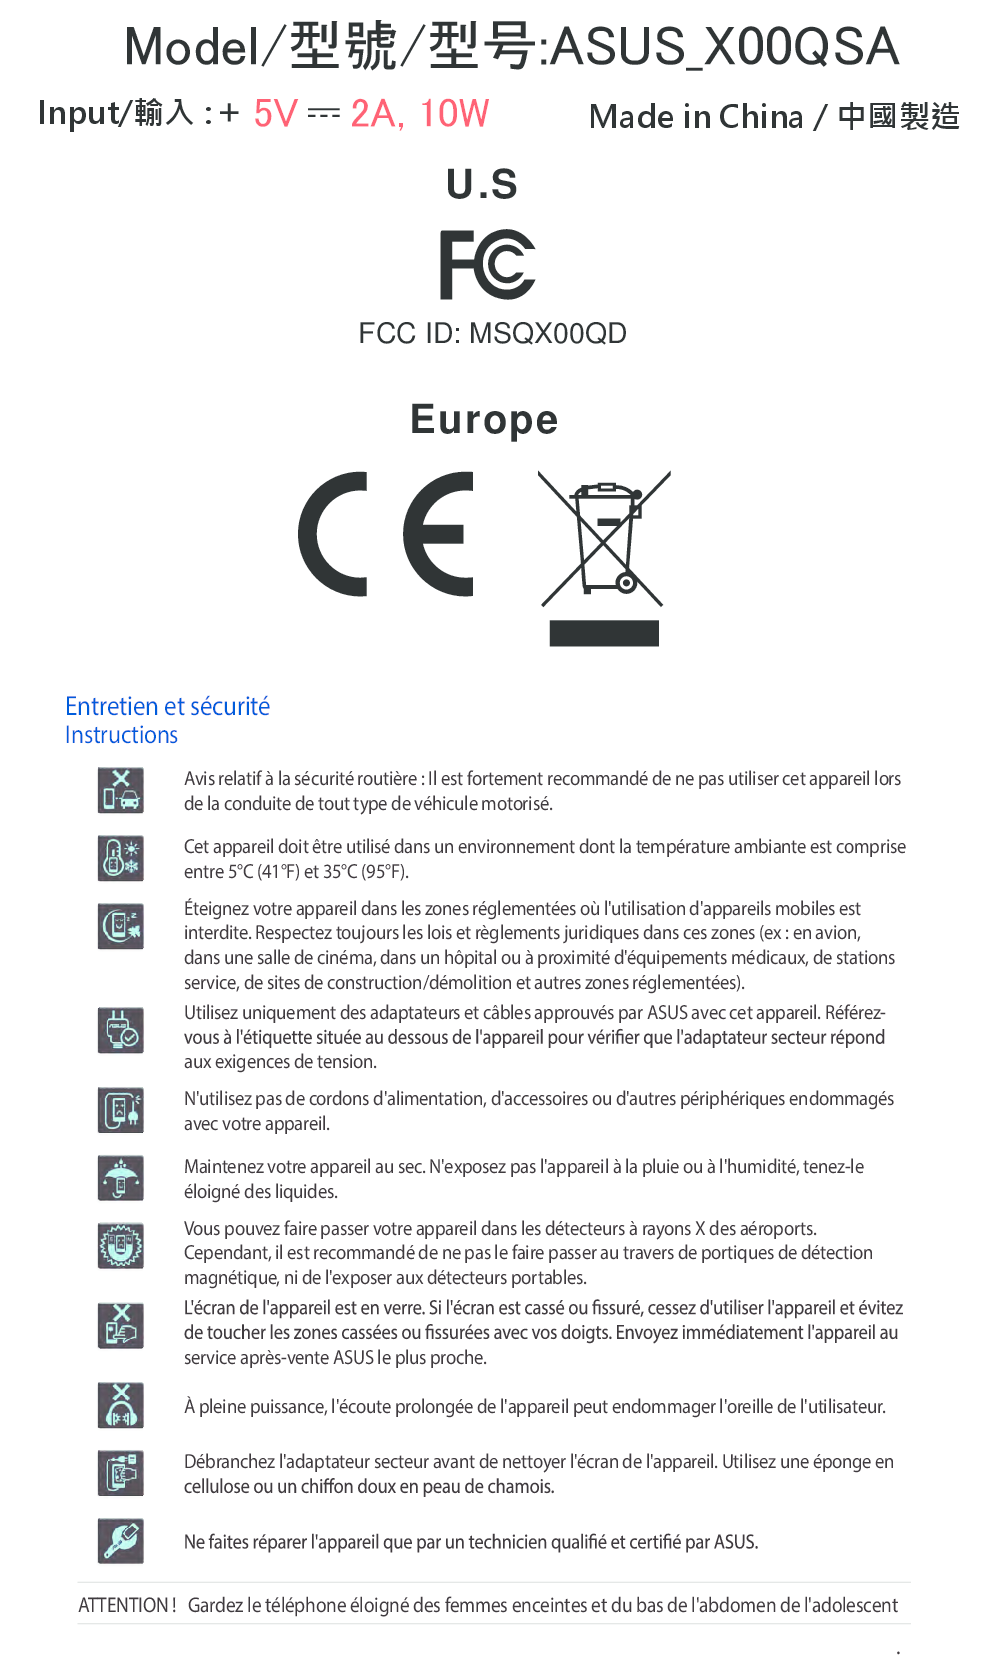 Model/型號/型号:ASUS_X00QSA
Input/輸入 : + 5V ⎓ 2A, 10W
Made in China / 中國製造
U.S
FC
FCC ID: MSQX00QD
Europe
CE
Entretien et sécurité
Instructions
Avis relatif à la sécurité routière : Il est fortement recommandé de ne pas utiliser cet appareil lors
de la conduite de tout type de véhicule motorisé.
Cet appareil doit être utilisé dans un environnement dont la température ambiante est comprise
entre 5°C (41°F) et 35°C (95°F).
Éteignez votre appareil dans les zones réglementées où l'utilisation d'appareils mobiles est
interdite. Respectez toujours les lois et règlements juridiques dans ces zones (ex : en avion,
dans une salle de cinéma, dans un hôpital ou à proximité d'équipements médicaux, de stations
service, de sites de construction/démolition et autres zones réglementées).
Utilisez uniquement des adaptateurs et câbles approuvés par ASUS avec cet appareil. Référez-
vous à l'étiquette située au dessous de l'appareil pour vérifier que l'adaptateur secteur répond
aux exigences de tension.
N'utilisez pas de cordons d'alimentation, d'accessoires ou d'autres périphériques endommagés
avec votre appareil.
Maintenez votre appareil au sec. N'exposez pas l'appareil à la pluie ou à l'humidité, tenez-le
éloigné des liquides.
Vous pouvez faire passer votre appareil dans les détecteurs à rayons X des aéroports.
Cependant, il est recommandé de ne pas le faire passer au travers de portiques de détection
magnétique, ni de l'exposer aux détecteurs portables.
L'écran de l'appareil est en verre. Si l'écran est cassé ou fissuré, cessez d'utiliser l'appareil et évitez
de toucher les zones cassées ou fissurées avec vos doigts. Envoyez immédiatement l'appareil au
service après-vente ASUS le plus proche.
À pleine puissance, l'écoute prolongée de l'appareil peut endommager l'oreille de l'utilisateur.
Débranchez l'adaptateur secteur avant de nettoyer l'écran de l'appareil. Utilisez une éponge en
cellulose ou un chiffon doux en peau de chamois.
Ne faites réparer l'appareil que par un technicien qualifié et certifié par ASUS.
ATTENTION ! Gardez le téléphone éloigné des femmes enceintes et du bas de l'abdomen de l'adolescent
.